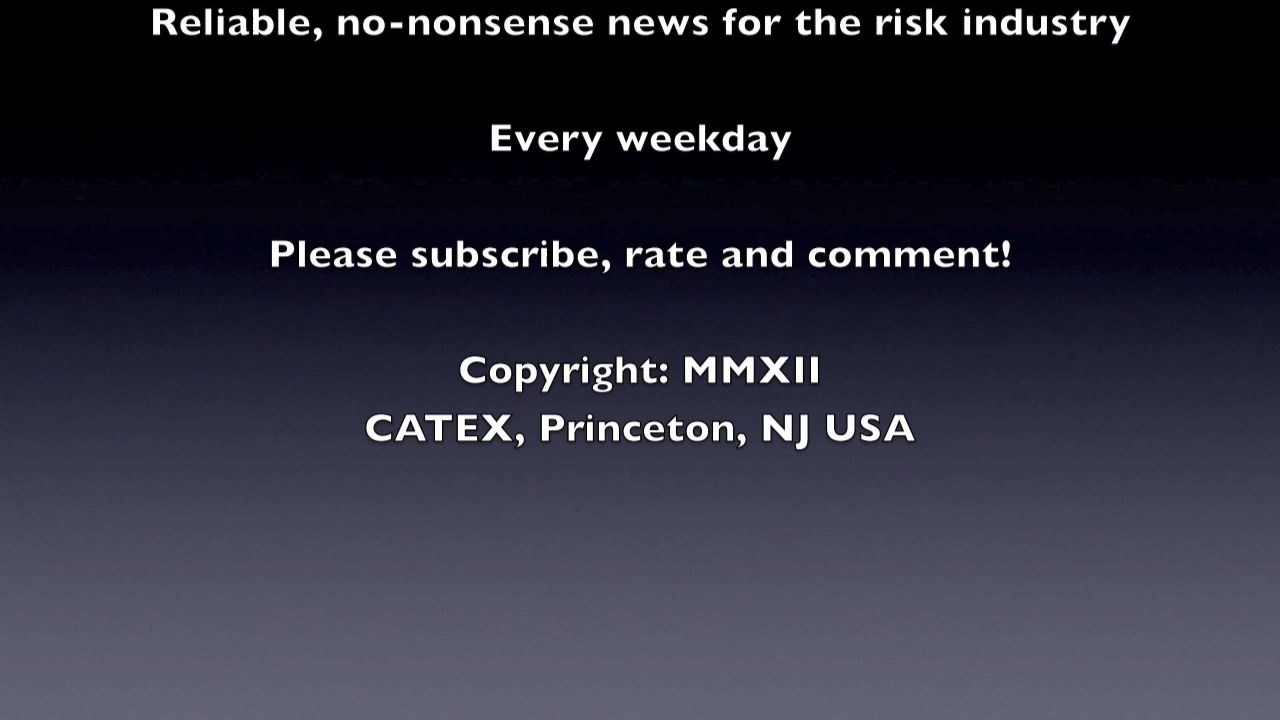 Reliable, no-nonsense news for the risk industry
Every weekday
Please subscribe, rate and comment!
Copyright: MMXII
CATEX, Princeton, NJ USA